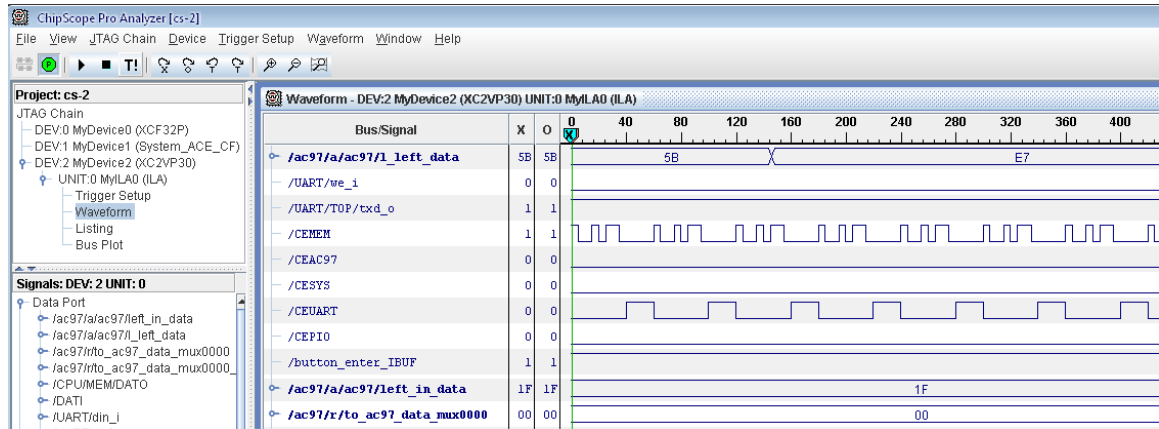 ChipScope Pro Analyzer [cs-2]
File View JTAG Chain Device Trigger Setup Waveform Window Help
P T!
Project: cs-2
JTAG Chain
DEV:0 MyDevice0 (XCF32P)
DEV:1 MyDevice1 (System_ACE_CF)
DEV:2 MyDevice2 (XC2VP30)
UNIT:0 MyILA0 (ILA)
Trigger Setup
Waveform
Listing
Bus Plot
Signals: DEV: 2 UNIT: 0
Data Port
/ac97/a/ac97/left_in_data
/ac97/a/ac97/l_left_data
/ac97/r/to_ac97_data_mux0000
/ac97/r/to_ac97_data_mux0000_
/CPU/MEM/DATO
/DATI
/UART/din_i
Waveform - DEV:2 MyDevice2 (XC2VP30) UNIT:0 MyILA0 (ILA)
Bus/Signal X O 0 40 80 120 160 200 240 280 320 360 400
X
/ac97/a/ac97/l_left_data 5B 5B 5B E7
/UART/we_i 0 0
/UART/TOP/txd_o 1 1
/CEMEM 1 1
/CEAC97 0 0
/CESYS 0 0
/CEUART 0 0
/CEPIO 0 0
/button_enter_IBUF 1 1
/ac97/a/ac97/left_in_data 1F 1F 1F
/ac97/r/to_ac97_data_mux0000 00 00 00